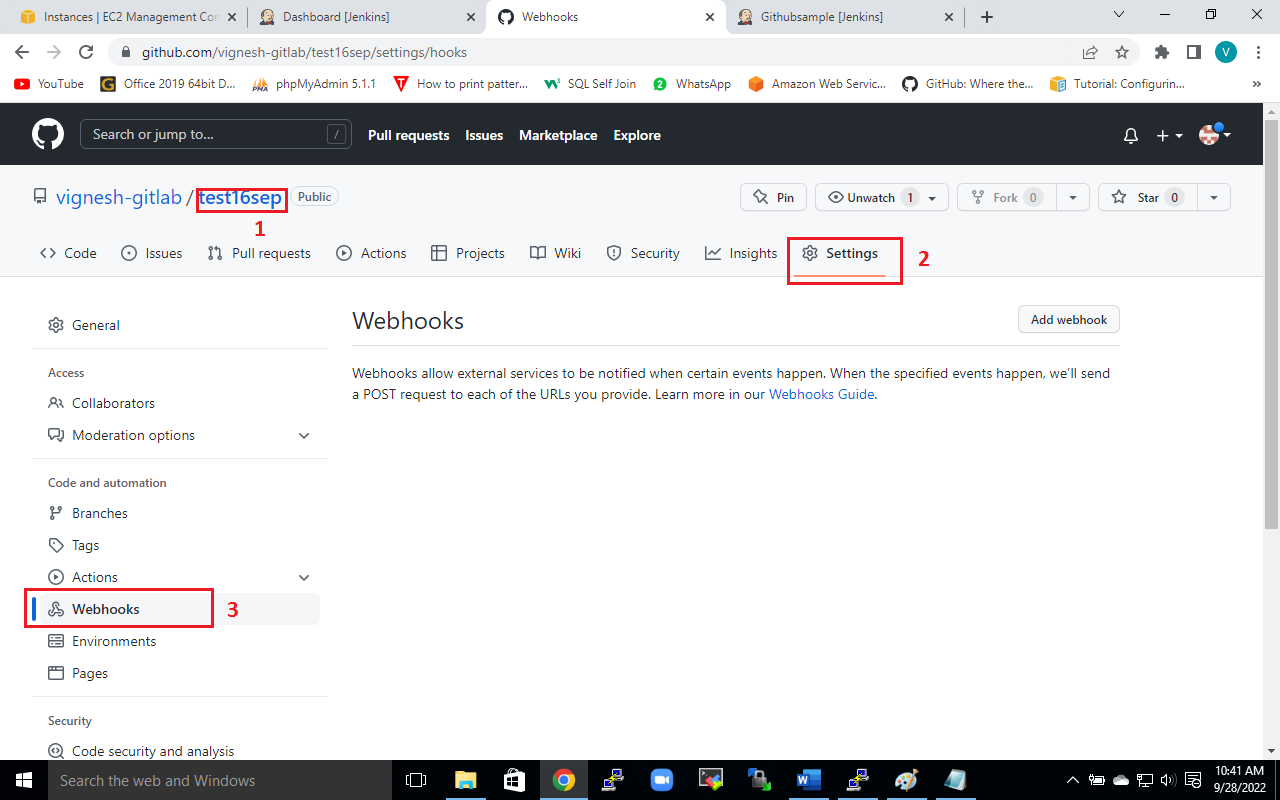 Instances | EC2 Management Con
Dashboard [Jenkins]
Webhooks
Githubsample [Jenkins]
github.com/vignesh-gitlab/test16sep/settings/hooks
V
YouTube
Office 2019 64bit D...
phpMyAdmin 5.1.1
How to print patter...
SQL Self Join
2 WhatsApp
Amazon Web Servic...
GitHub: Where the...
Tutorial: Configurin...
»
Search or jump to...
/
Pull requests
Issues
Marketplace
Explore
vignesh-gitlab / test16sep
Public
Pin
Unwatch 1
Fork 0
Star 0
1
Code
Issues
Pull requests
Actions
Projects
Wiki
Security
Insights
Settings
2
General
Access
Collaborators
Moderation options
Code and automation
Branches
Tags
Actions
Webhooks
3
Environments
Pages
Security
Code security and analysis
Webhooks
Add webhook
Webhooks allow external services to be notified when certain events happen. When the specified events happen, we'll send
a POST request to each of the URLs you provide. Learn more in our Webhooks Guide.
Search the web and Windows
10:41 AM
9/28/2022